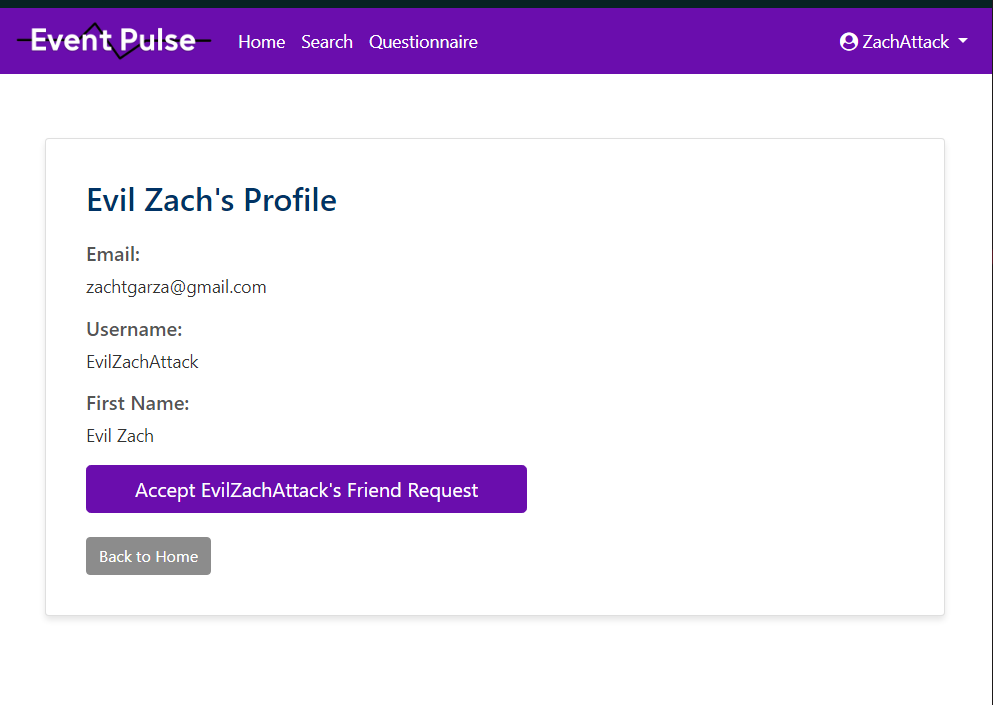 Event Pulse Home Search Questionnaire ZachAttack
Evil Zach's Profile
Email:
zachtgarza@gmail.com
Username:
EvilZachAttack
First Name:
Evil Zach
Accept EvilZachAttack's Friend Request
Back to Home